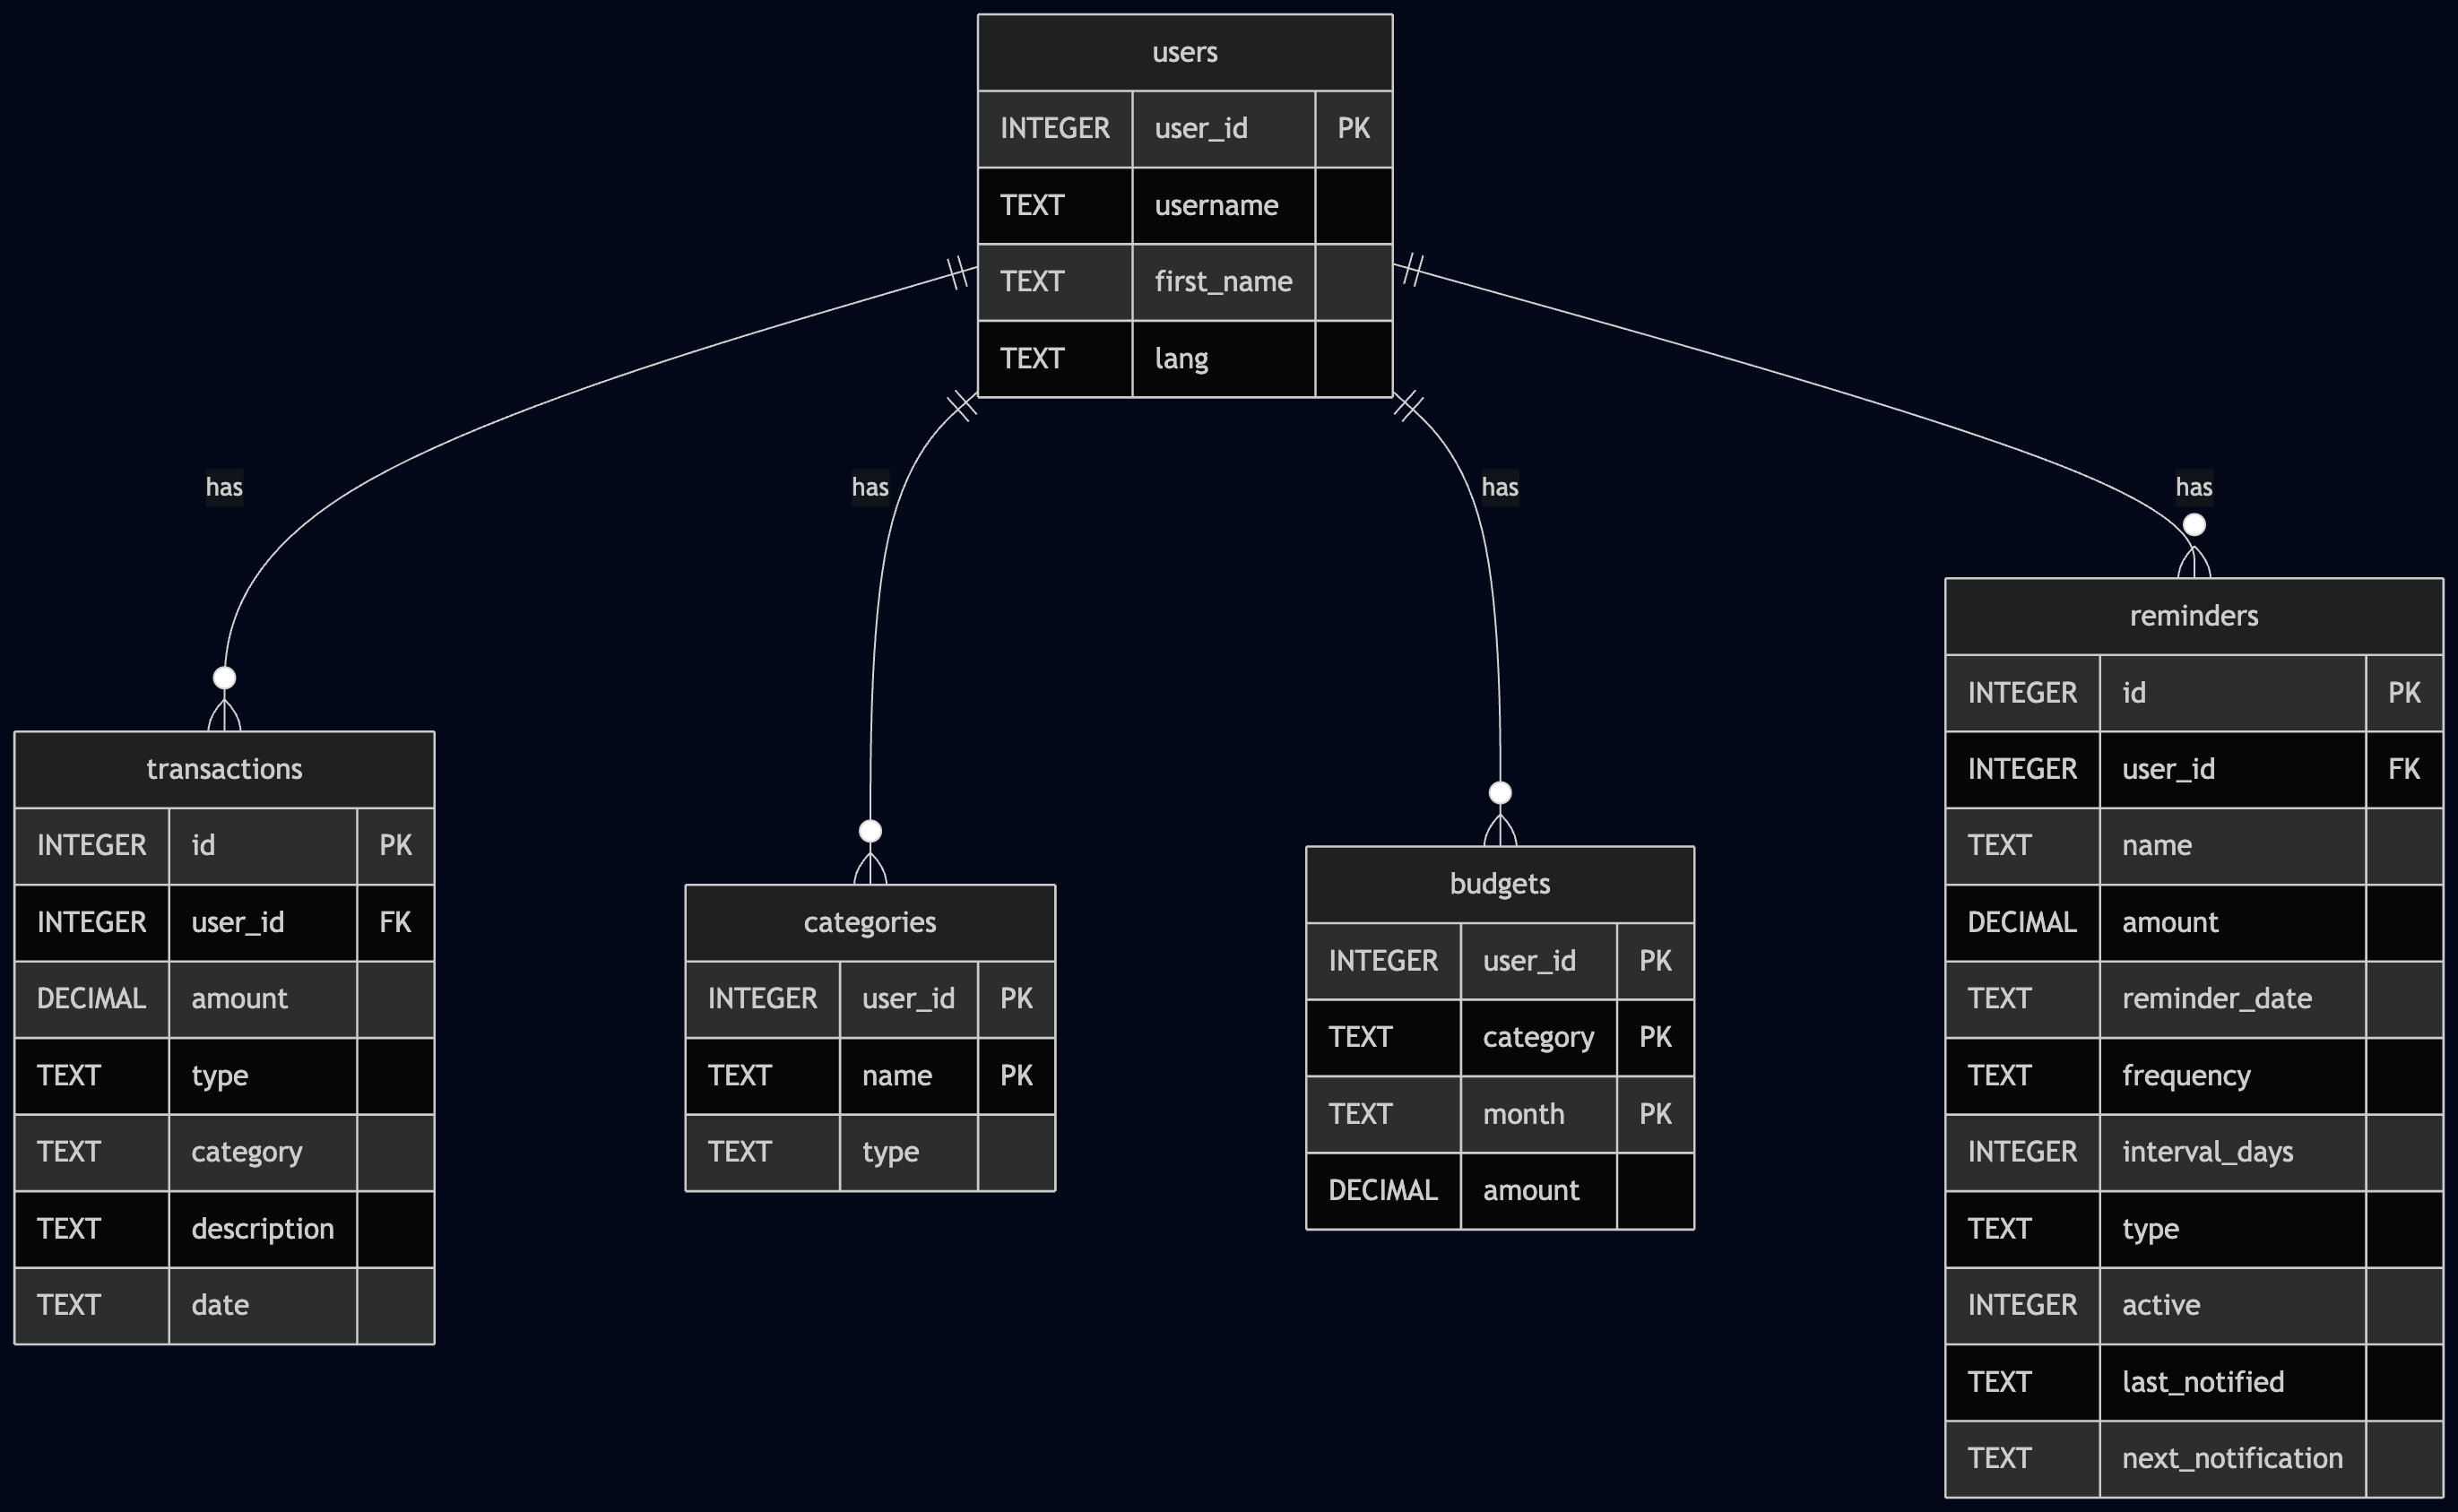 users
INTEGER user_id PK
TEXT username
TEXT first_name
TEXT lang
has
has
has
has
transactions
INTEGER id PK
INTEGER user_id FK
DECIMAL amount
TEXT type
TEXT category
TEXT description
TEXT date
categories
INTEGER user_id PK
TEXT name PK
TEXT type
budgets
INTEGER user_id PK
TEXT category PK
TEXT month PK
DECIMAL amount
reminders
INTEGER id PK
INTEGER user_id FK
TEXT name
DECIMAL amount
TEXT reminder_date
TEXT frequency
INTEGER interval_days
TEXT type
INTEGER active
TEXT last_notified
TEXT next_notification